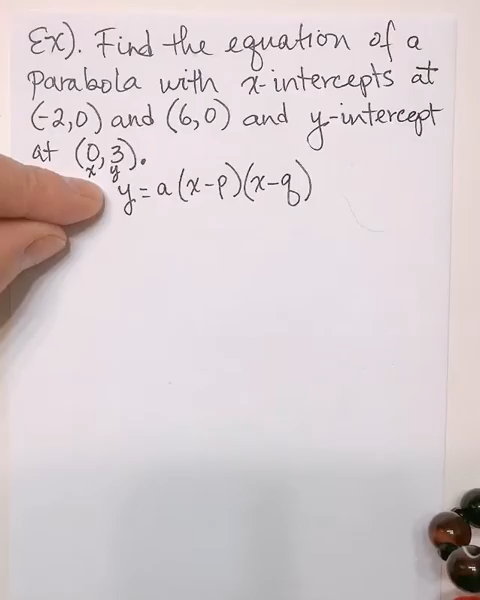 Ex). Find the equation of a
parabola with x-intercepts at
(-2,0) and (6,0) and y-intercept
at (0,3).
x y
y=a(x-p)(x-q)